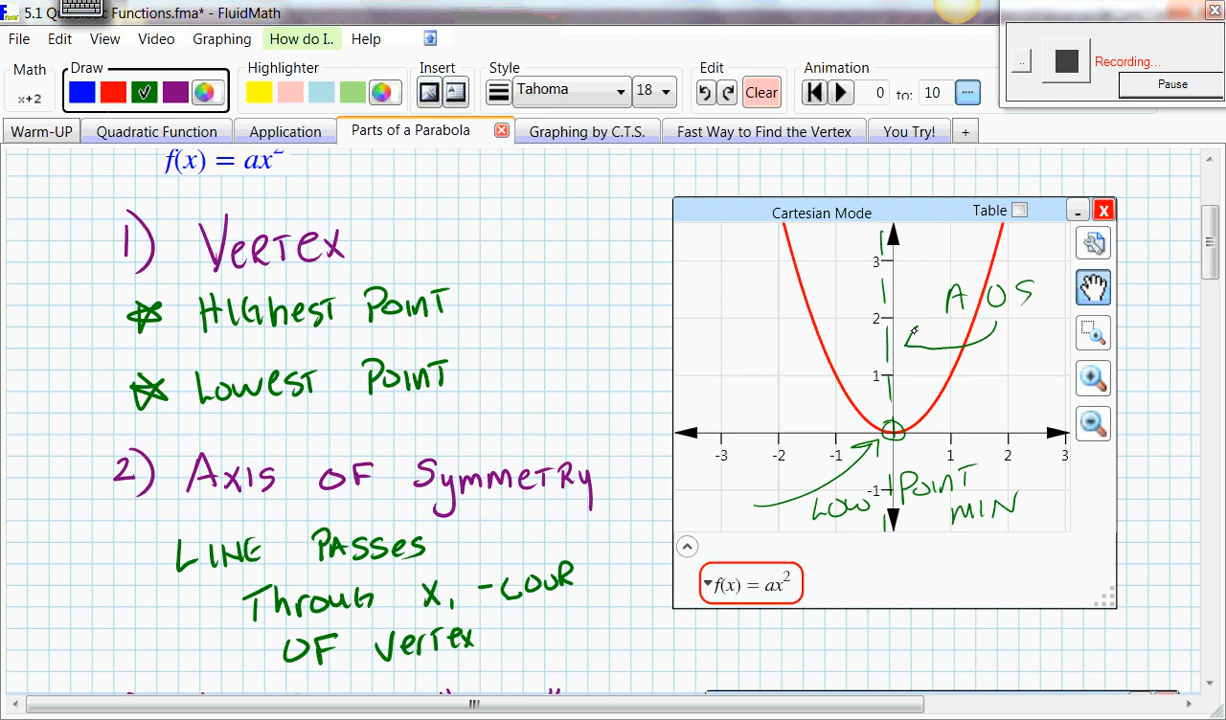 5.1 Quadratic Functions.fma* - FluidMath
File Edit View Video Graphing How do I.. Help
Math Draw Highlighter Insert Style Edit Animation
x+2 Tahoma 18 Clear 0 to: 10
Recording...
Pause
Warm-UP Quadratic Function Application Parts of a Parabola Graphing by C.T.S. Fast Way to Find the Vertex You Try! +
f(x) = ax²
1) Vertex
☆ Highest Point
☆ Lowest Point
2) Axis of Symmetry
Line Passes
Through x, -coor
of vertex
Cartesian Mode Table
3
2
1
-3 -2 -1 1 2 3
-1
A O S
Low Point
Min
f(x) = ax²